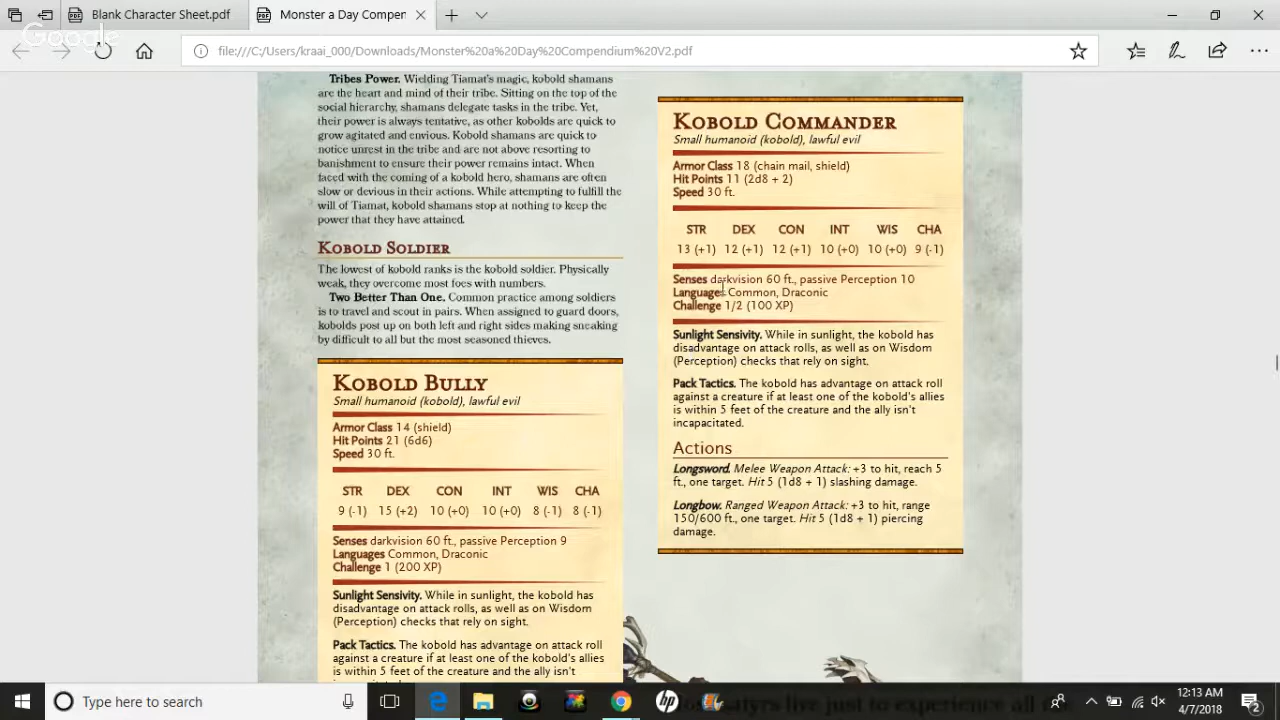 Character Sheet.pdf
Monster a Day Compendi
Google
file:///C:/Users/kraai_000/Downloads/Monster%20a%20Day%20Compendium%20V2.pdf
Tribes Power. Wielding Tiamat's magic, kobold shamans
are the heart and mind of their tribe. Sitting on the top of the
social hierarchy, shamans delegate tasks in the tribe. Yet,
their power is always tentative, as other kobolds are quick to
grow agitated and envious. Kobold shamans are quick to
notice unrest in the tribe and are not above resorting to
banishment to ensure their power remains intact. When
faced with the coming of a kobold hero, shamans are often
slow or devious in their actions. While attempting to fulfill the
will of Tiamat, kobold shamans stop at nothing to keep the
power that they have attained.
Kobold Soldier
The lowest of kobold ranks is the kobold soldier. Physically
weak, they overcome most foes with numbers.
Two Better Than One. Common practice among soldiers
is to travel and scout in pairs. When assigned to guard doors,
kobolds post up on both left and right sides making sneaking
by difficult to all but the most seasoned thieves.
Kobold Bully
Small humanoid (kobold), lawful evil
Armor Class 14 (shield)
Hit Points 21 (6d6)
Speed 30 ft.
STR DEX CON INT WIS CHA
9 (-1) 15 (+2) 10 (+0) 10 (+0) 8 (-1) 8 (-1)
Senses darkvision 60 ft., passive Perception 9
Languages Common, Draconic
Challenge 1 (200 XP)
Sunlight Sensivity. While in sunlight, the kobold has
disadvantage on attack rolls, as well as on Wisdom
(Perception) checks that rely on sight.
Pack Tactics. The kobold has advantage on attack roll
against a creature if at least one of the kobold's allies
is within 5 feet of the creature and the ally isn't
Kobold Commander
Small humanoid (kobold), lawful evil
Armor Class 18 (chain mail, shield)
Hit Points 11 (2d8 + 2)
Speed 30 ft.
STR DEX CON INT WIS CHA
13 (+1) 12 (+1) 12 (+1) 10 (+0) 10 (+0) 9 (-1)
Senses darkvision 60 ft., passive Perception 10
Languages Common, Draconic
Challenge 1/2 (100 XP)
Sunlight Sensivity. While in sunlight, the kobold has
disadvantage on attack rolls, as well as on Wisdom
(Perception) checks that rely on sight.
Pack Tactics. The kobold has advantage on attack roll
against a creature if at least one of the kobold's allies
is within 5 feet of the creature and the ally isn't
incapacitated.
Actions
Longsword. Melee Weapon Attack: +3 to hit, reach 5
ft., one target. Hit 5 (1d8 + 1) slashing damage.
Longbow. Ranged Weapon Attack: +3 to hit, range
150/600 ft., one target. Hit 5 (1d8 + 1) piercing
damage.
Type here to search
12:13 AM
4/7/2018
2